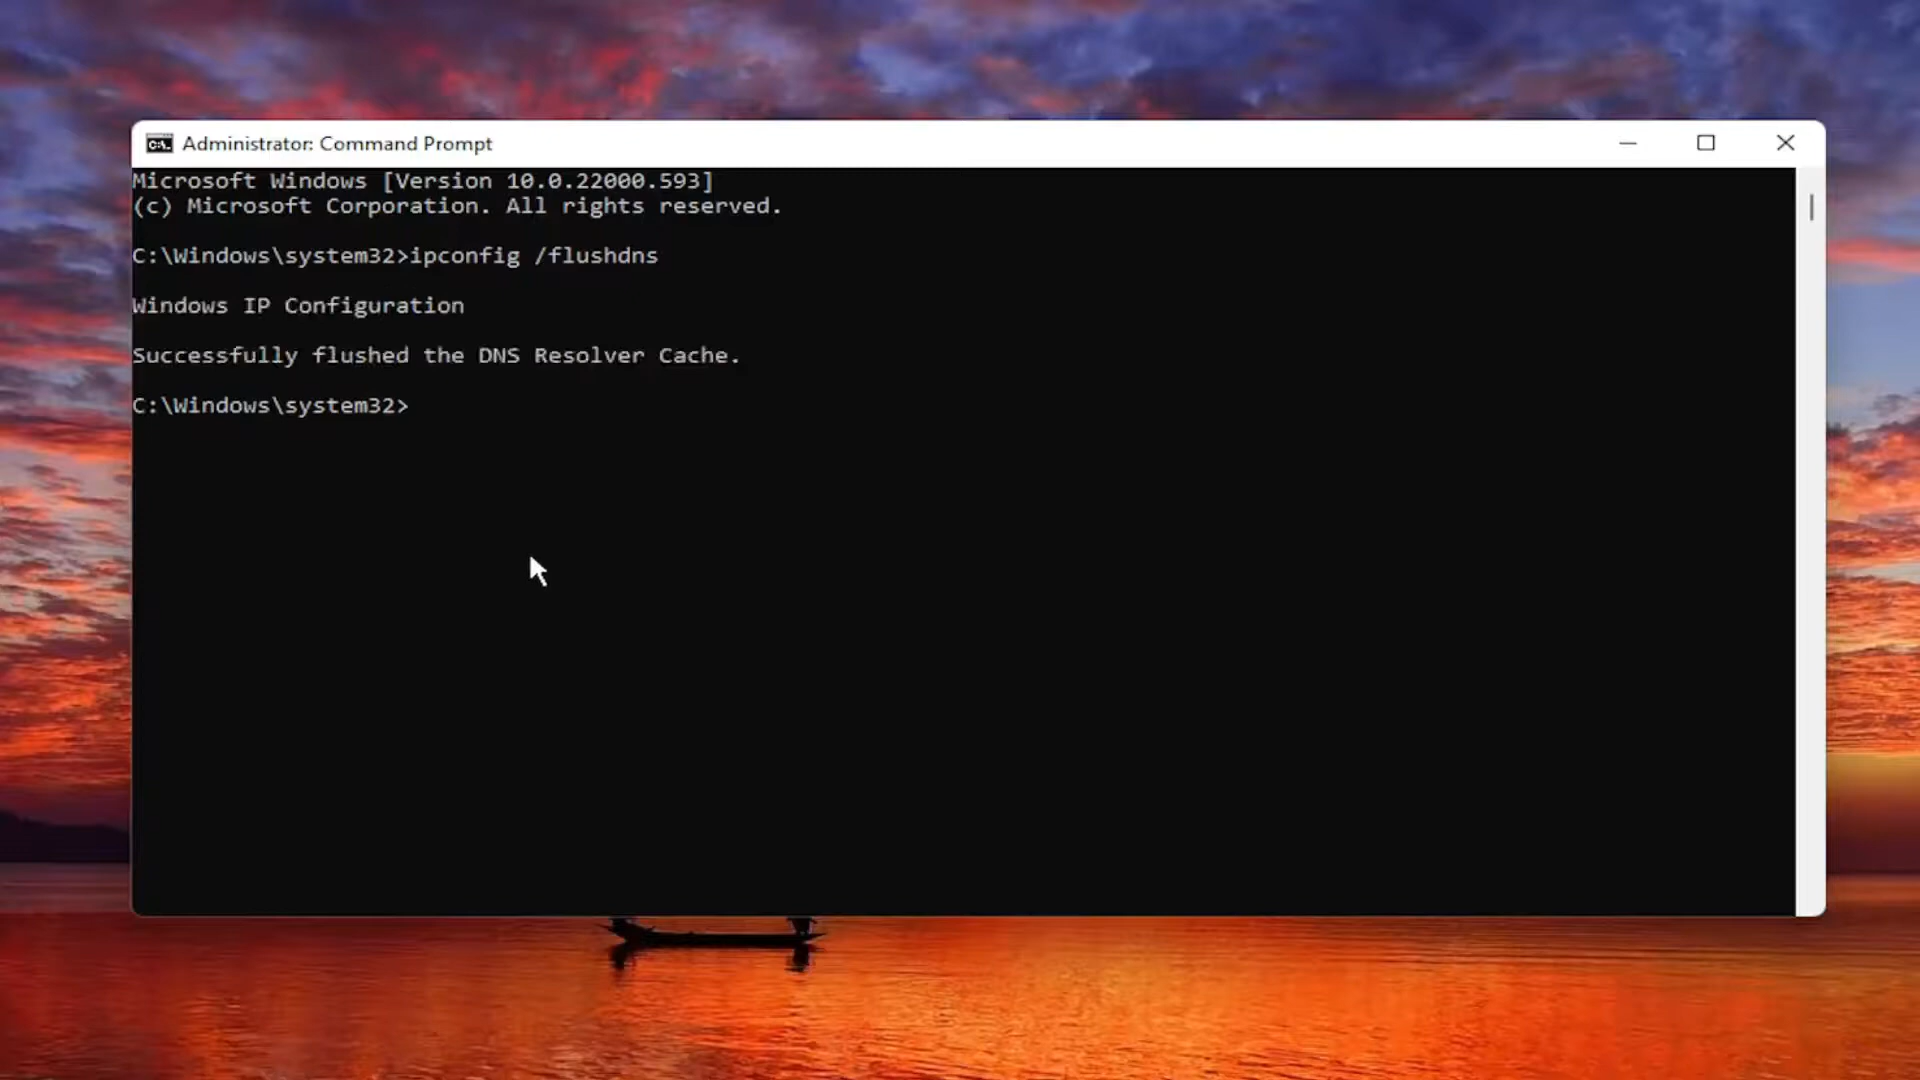 Administrator: Command Prompt
Microsoft Windows [Version 10.0.22000.593]
(c) Microsoft Corporation. All rights reserved.
C:\Windows\system32>ipconfig /flushdns
Windows IP Configuration
Successfully flushed the DNS Resolver Cache.
C:\Windows\system32>